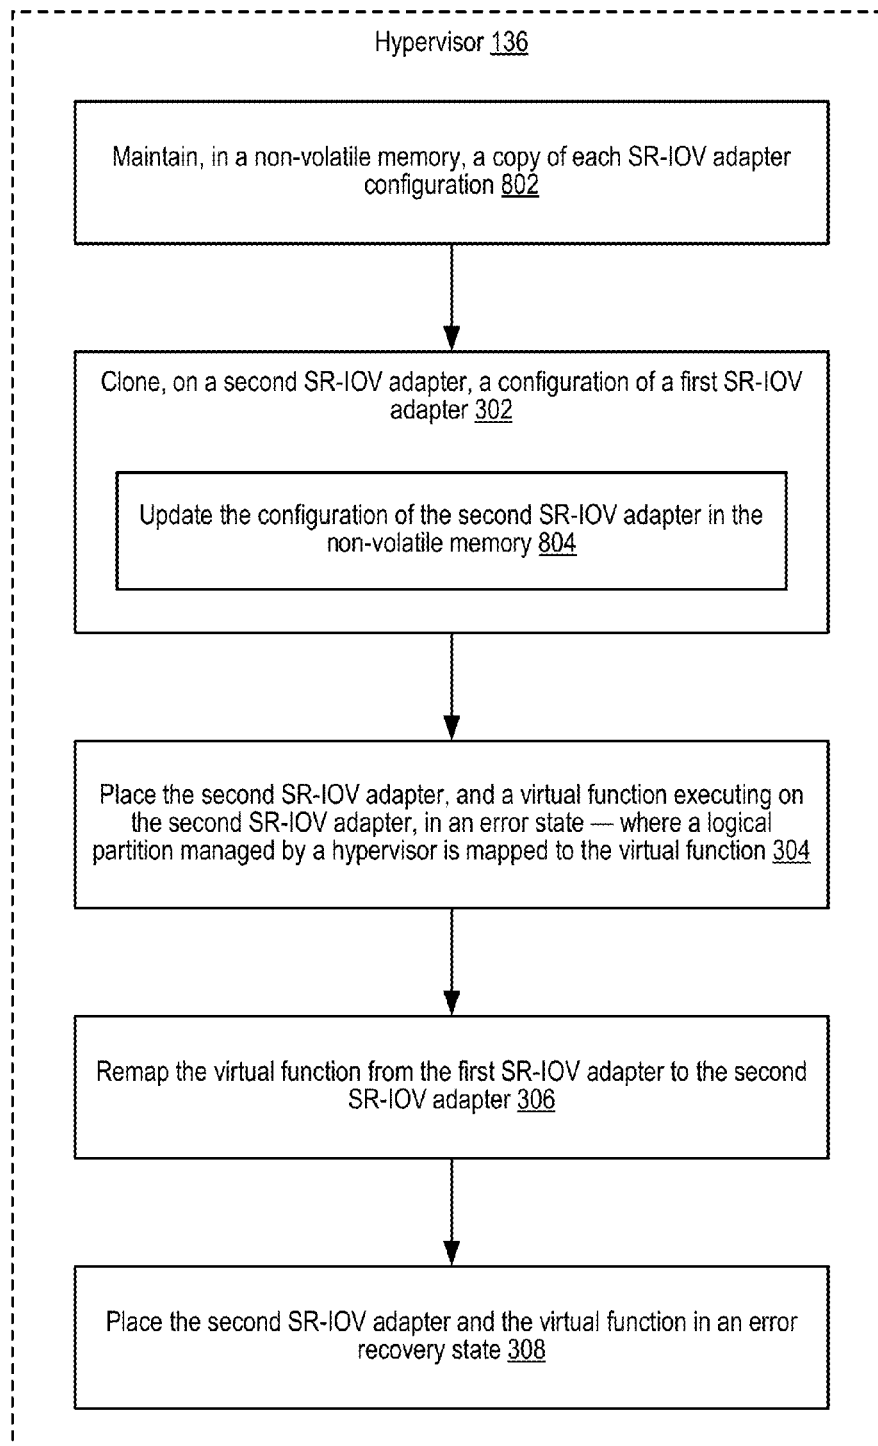 Hypervisor 136
Maintain, in a non-volatile memory, a copy of each SR-IOV adapter
configuration 802
Clone, on a second SR-IOV adapter, a configuration of a first SR-IOV
adapter 302
Update the configuration of the second SR-IOV adapter in the
non-volatile memory 804
Place the second SR-IOV adapter, and a virtual function executing on
the second SR-IOV adapter, in an error state — where a logical
partition managed by a hypervisor is mapped to the virtual function 304
Remap the virtual function from the first SR-IOV adapter to the second
SR-IOV adapter 306
Place the second SR-IOV adapter and the virtual function in an error
recovery state 308